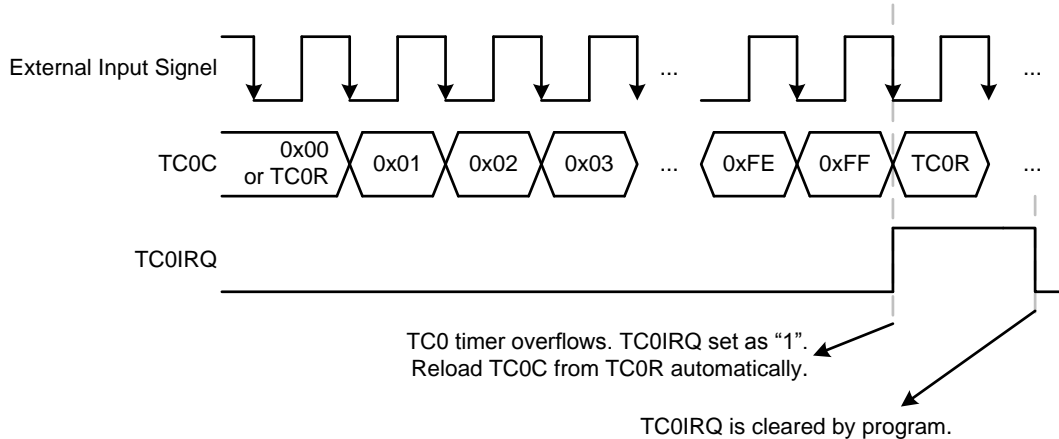 External Input Signel
...
...
TC0C
0x00
or TC0R
0x01
0x02
0x03
...
0xFE
0xFF
TC0R
...
TC0IRQ
TC0 timer overflows. TC0IRQ set as “1”.
Reload TC0C from TC0R automatically.
TC0IRQ is cleared by program.